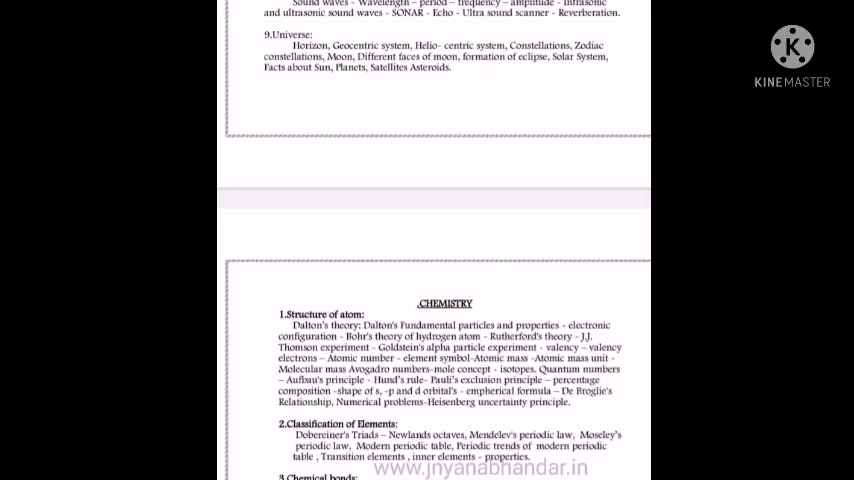 Sound waves - Wavelength – period – frequency – amplitude - Infrasonic
and ultrasonic sound waves - SONAR - Echo - Ultra sound scanner - Reverberation.
9.Universe:
Horizon, Geocentric system, Helio- centric system, Constellations, Zodiac
constellations, Moon, Different faces of moon, formation of eclipse, Solar System,
Facts about Sun, Planets, Satellites Asteroids.
K
KINEMASTER
.CHEMISTRY
1.Structure of atom:
Dalton's theory: Dalton's Fundamental particles and properties - electronic
configuration - Bohr's theory of hydrogen atom - Rutherford's theory - J.J.
Thomson experiment - Goldstein's alpha particle experiment - valency – valency
electrons – Atomic number - element symbol-Atomic mass -Atomic mass unit -
Molecular mass Avogadro numbers-mole concept - isotopes. Quantum numbers
– Aufbau's principle - Hund's rule- Pauli's exclusion principle – percentage
composition -shape of s, -p and d orbital's - empherical formula – De Broglie's
Relationship, Numerical problems-Heisenberg uncertainty principle.
2.Classification of Elements:
Dobereiner's Triads – Newlands octaves, Mendelev's periodic law, Moseley's
periodic law, Modern periodic table, Periodic trends of modern periodic
table , Transition elements , inner elements - properties.
www.jnyanabhandar.in
3.Chemical bonds: